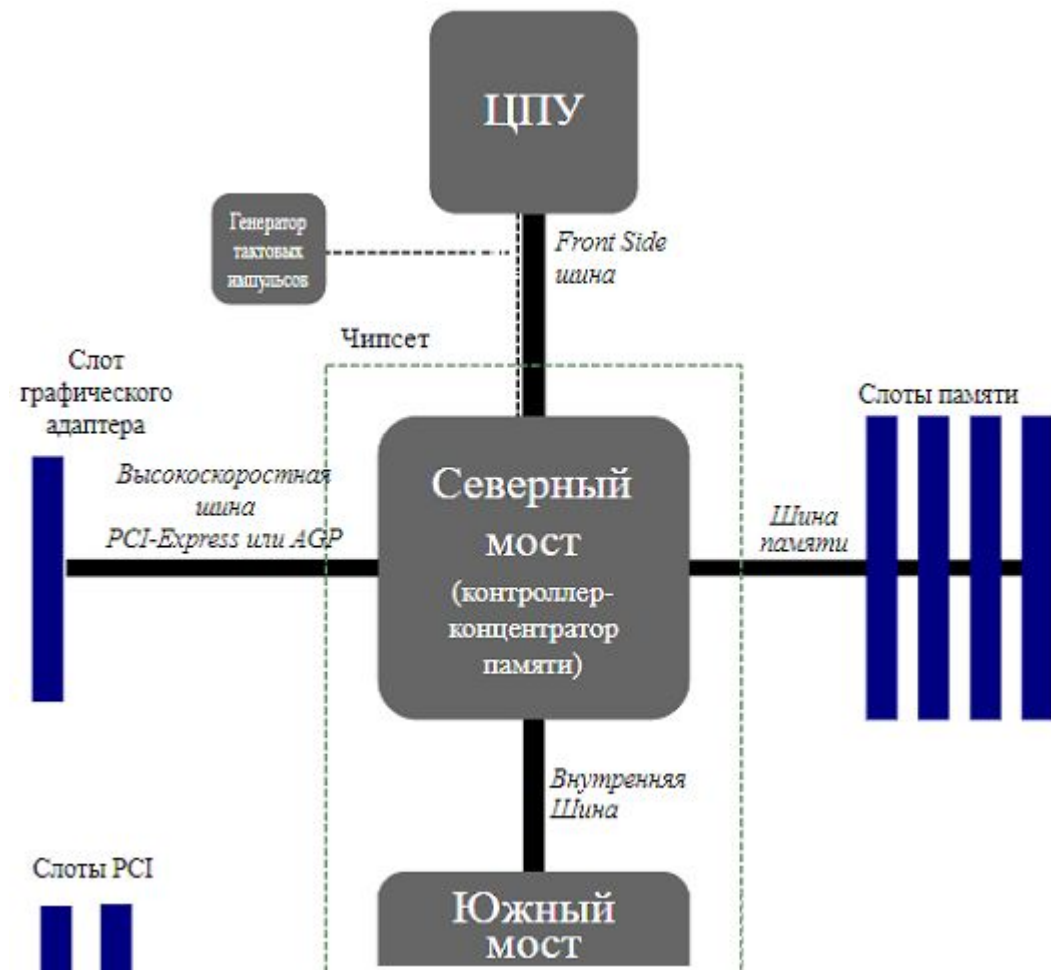 ЦПУ
Генератор
тактовых
импульсов
Front Side
шина
Чипсет
Слот
графического
адаптера
Слоты памяти
Высокоскоростная
шина
PCI-Express или AGP
Северный
мост
(контроллер-
концентратор
памяти)
Шина
памяти
Внутренняя
Шина
Слоты PCI
Южный
мост